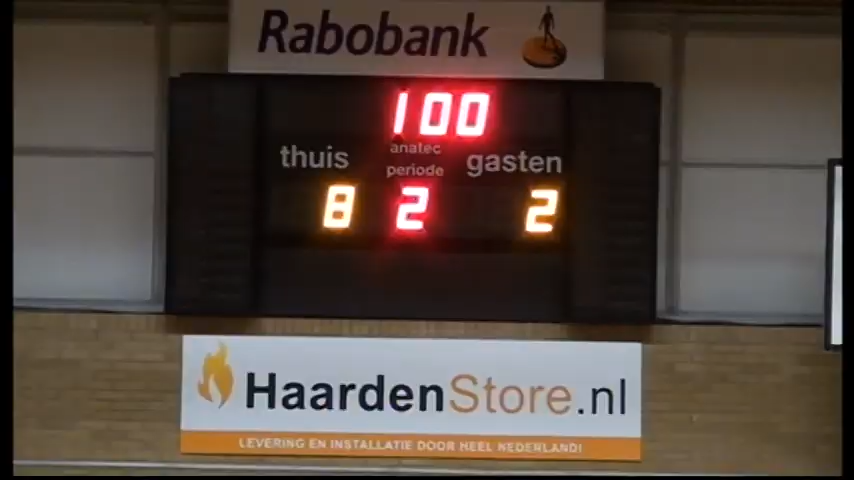 Rabobank
100
anatec
thuis periode gasten
8 2 2
HaardenStore.nl
LEVERING EN INSTALLATIE DOOR HEEL NEDERLAND!